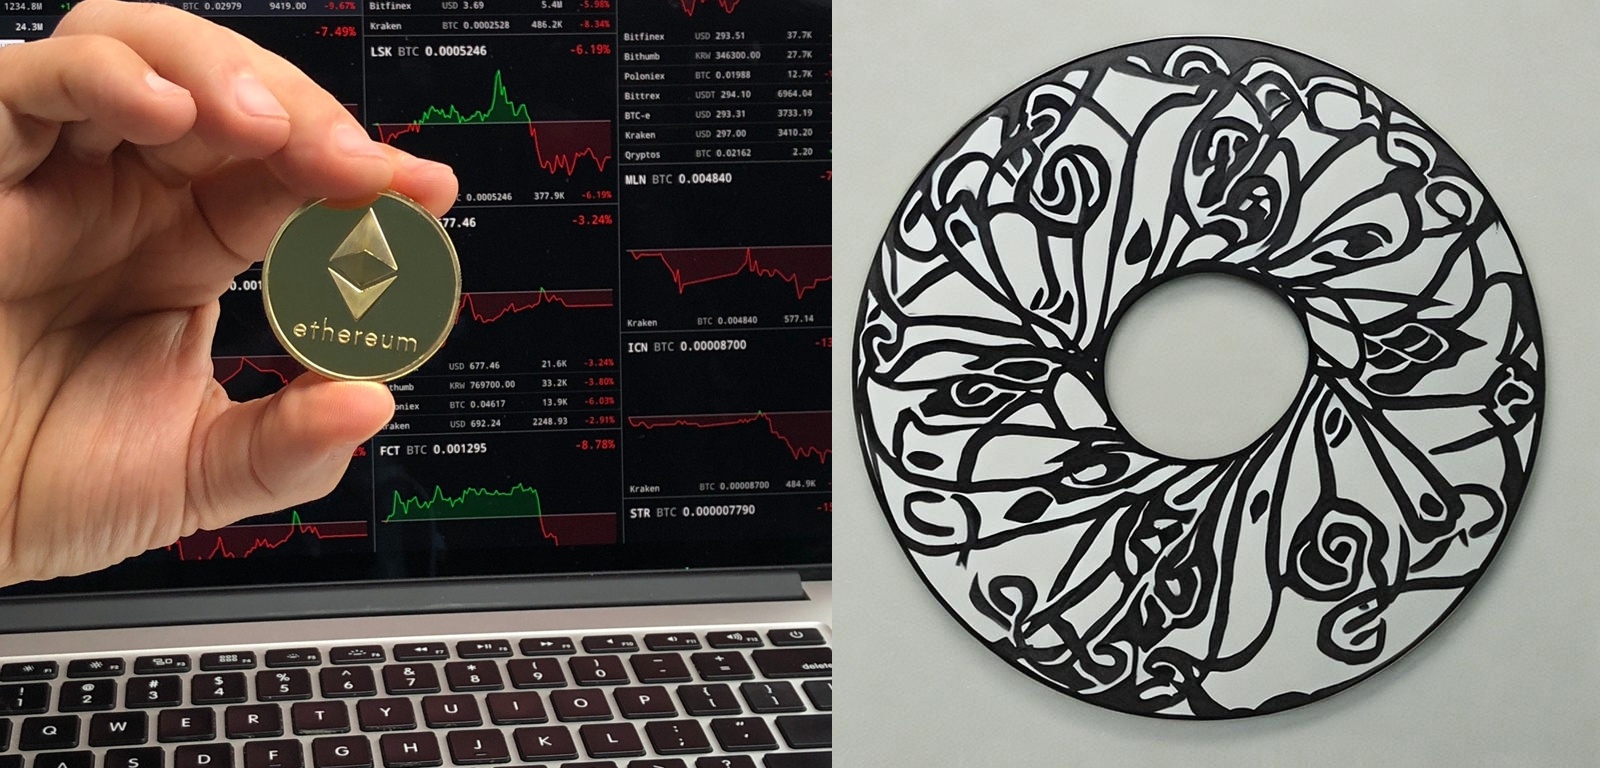 1234.8M +1 BTC 0.02979 9419.00 -9.67%
24.3M
-7.49%
Bitfinex USD 3.69 5.4M -5.98%
Kraken BTC 0.0002528 486.2K -8.34%
LSK BTC 0.0005246 -6.19%
0.0005246 377.9K -6.19%
677.46 -3.24%
USD 677.46 21.6K -3.24%
thumb KRW 769700.00 33.2K -3.80%
oniex BTC 0.04617 13.9K -6.03%
raken USD 692.24 2248.93 -2.91%
FCT BTC 0.001295 -8.78%
Bitfinex USD 293.51 37.7K
Bithumb KRW 346300.00 27.7K
Poloniex BTC 0.01988 12.7K
Bittrex USDT 294.10 6964.04
BTC-e USD 293.31 3733.19
Kraken USD 297.00 3410.20
Qryptos BTC 0.02162 2.20
MLN BTC 0.004840 -7
Kraken BTC 0.004840 577.14
ICN BTC 0.00008700 -13
Kraken BTC 0.00008700 484.9K
STR BTC 0.000007790 -15
0.001
ethereum
F1 F2 F3 F4 F5 F6 F7 F8 F9 F10 F11 F12
! @ # $ % ^ & * ( ) _ +
1 2 3 4 5 6 7 8 9 0 - = delete
Q W E R T Y U I O P { [ } ]
A S D F G H J K L : ; " '